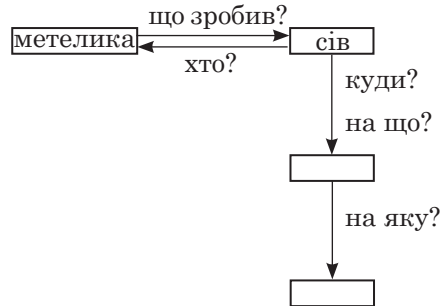 що зробив?
метелика
сів
хто?
куди?
на що?
на яку?